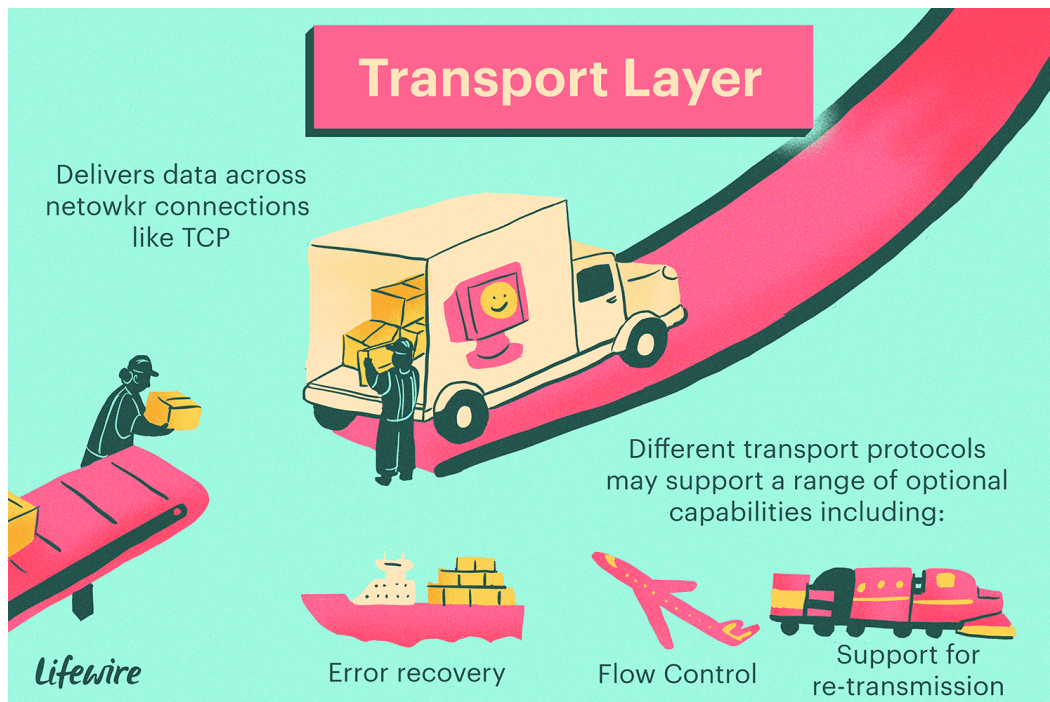 Transport Layer
Delivers data across
netowkr connections
like TCP
Different transport protocols
may support a range of optional
capabilities including:
Error recovery
Flow Control
Support for
re-transmission
Lifewire